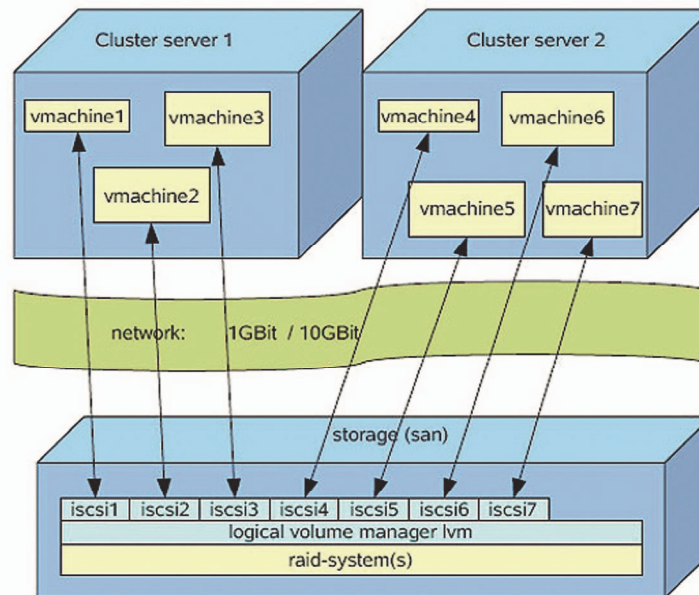 Cluster server 1
Cluster server 2
vmachine1
vmachine3
vmachine4
vmachine6
vmachine2
vmachine5
vmachine7
network: 1GBit / 10GBit
storage (san)
iscsi1 iscsi2 iscsi3 iscsi4 iscsi5 iscsi6 iscsi7
logical volume manager lvm
raid-system(s)